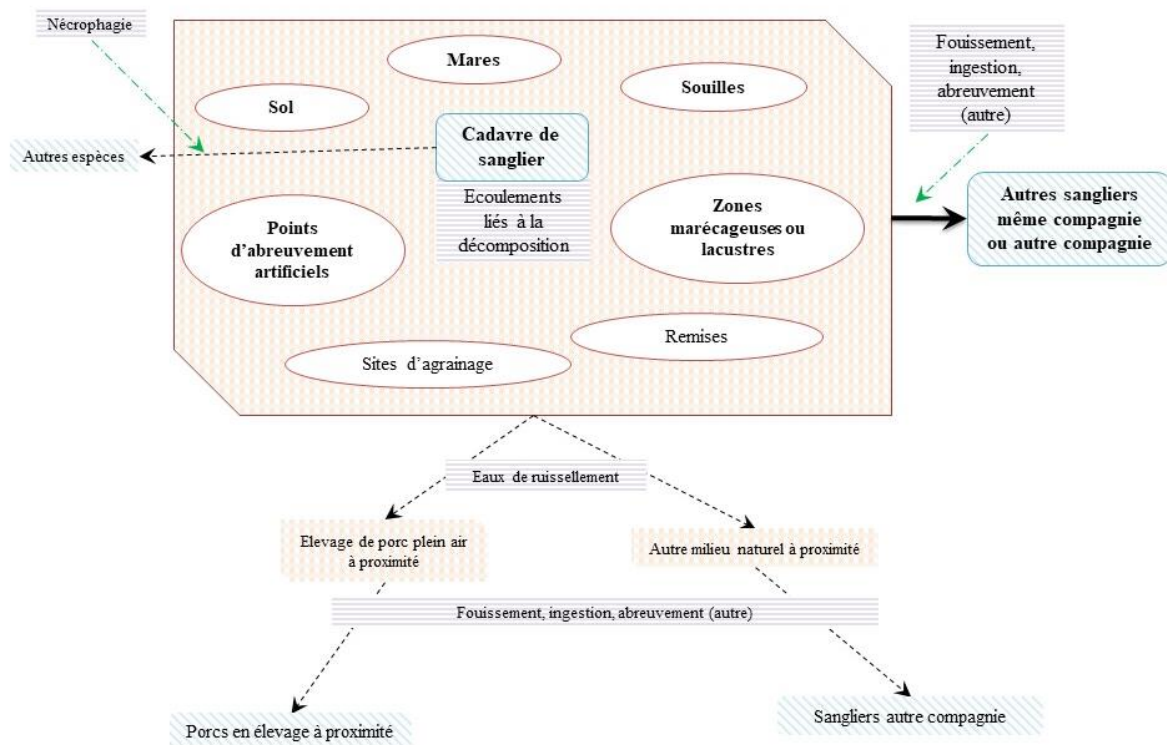 Nécrophagie
Mares
Souilles
Sol
Fouissement,
ingestion,
abreuvement
(autre)
Cadavre de
sanglier
Autres espèces
Ecoulements
liés à la
décomposition
Points
d'abreuvement
artificiels
Zones
marécageuses ou
lacustres
Autres sangliers
même compagnie
ou autre compagnie
Remises
Sites d'agrainage
Eaux de ruissellement
Elevage de porc plein air
à proximité
Autre milieu naturel à proximité
Fouissement, ingestion, abreuvement (autre)
Porcs en élevage à proximité
Sangliers autre compagnie